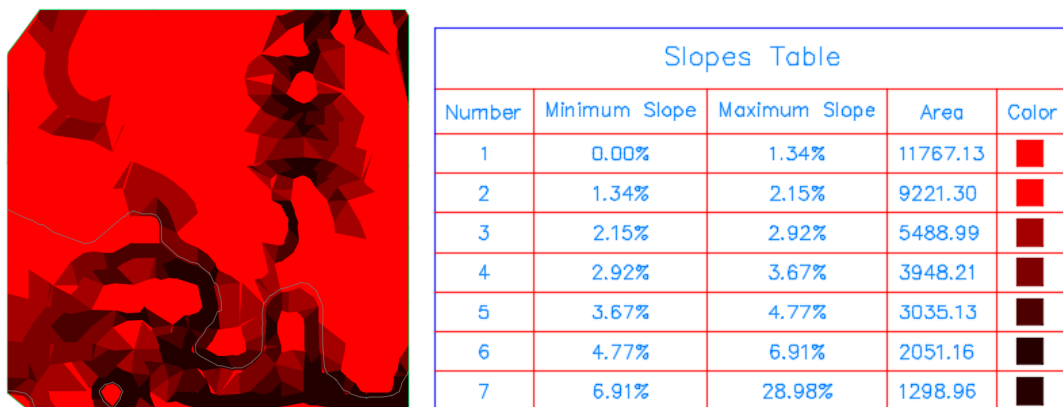 Slopes Table
Number Minimum Slope Maximum Slope Area Color
1 0.00% 1.34% 11767.13
2 1.34% 2.15% 9221.30
3 2.15% 2.92% 5488.99
4 2.92% 3.67% 3948.21
5 3.67% 4.77% 3035.13
6 4.77% 6.91% 2051.16
7 6.91% 28.98% 1298.96